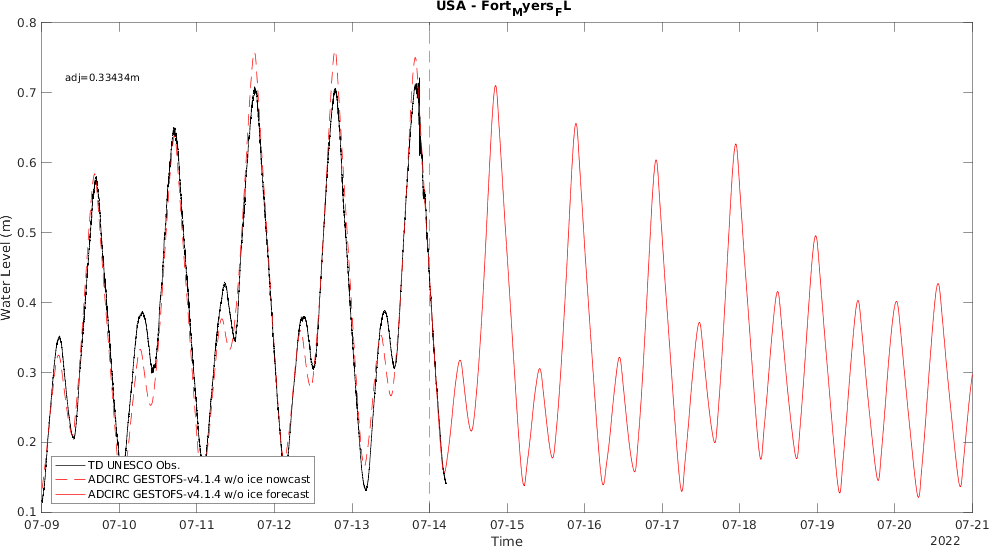 USA - Fort_Myers_FL
0.8
adj=0.33434m
0.7
0.6
0.5
Water Level (m)
0.4
0.3
0.2
TD UNESCO Obs.
ADCIRC GESTOFS-v4.1.4 w/o ice nowcast
ADCIRC GESTOFS-v4.1.4 w/o ice forecast
0.1
07-09 07-10 07-11 07-12 07-13 07-14 07-15 07-16 07-17 07-18 07-19 07-20 07-21
Time
2022